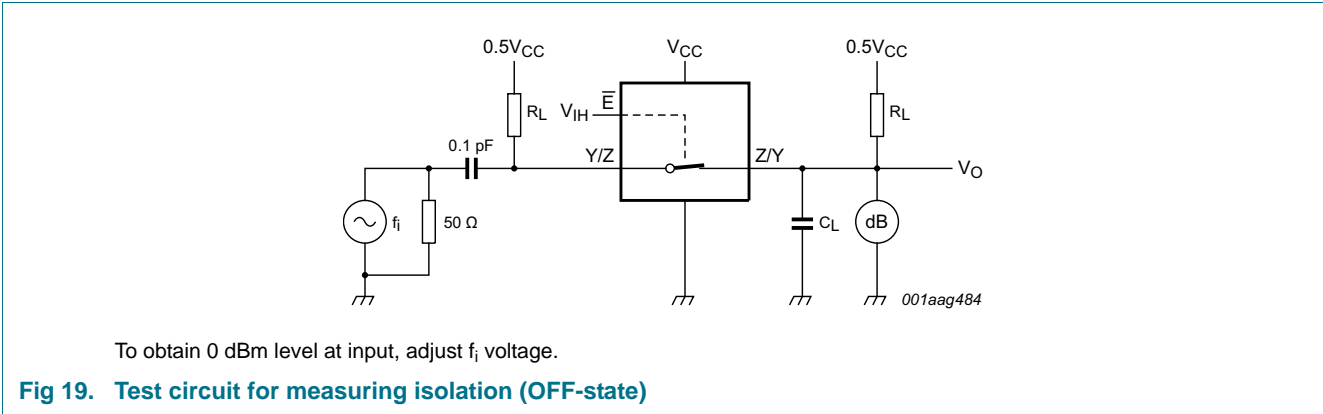 0.5VCC
VCC
0.5VCC
RL
VIH
E̅
RL
0.1 pF
Y/Z
Z/Y
VO
fi
50 Ω
CL
dB
001aag484
To obtain 0 dBm level at input, adjust fi voltage.
Fig 19. Test circuit for measuring isolation (OFF-state)